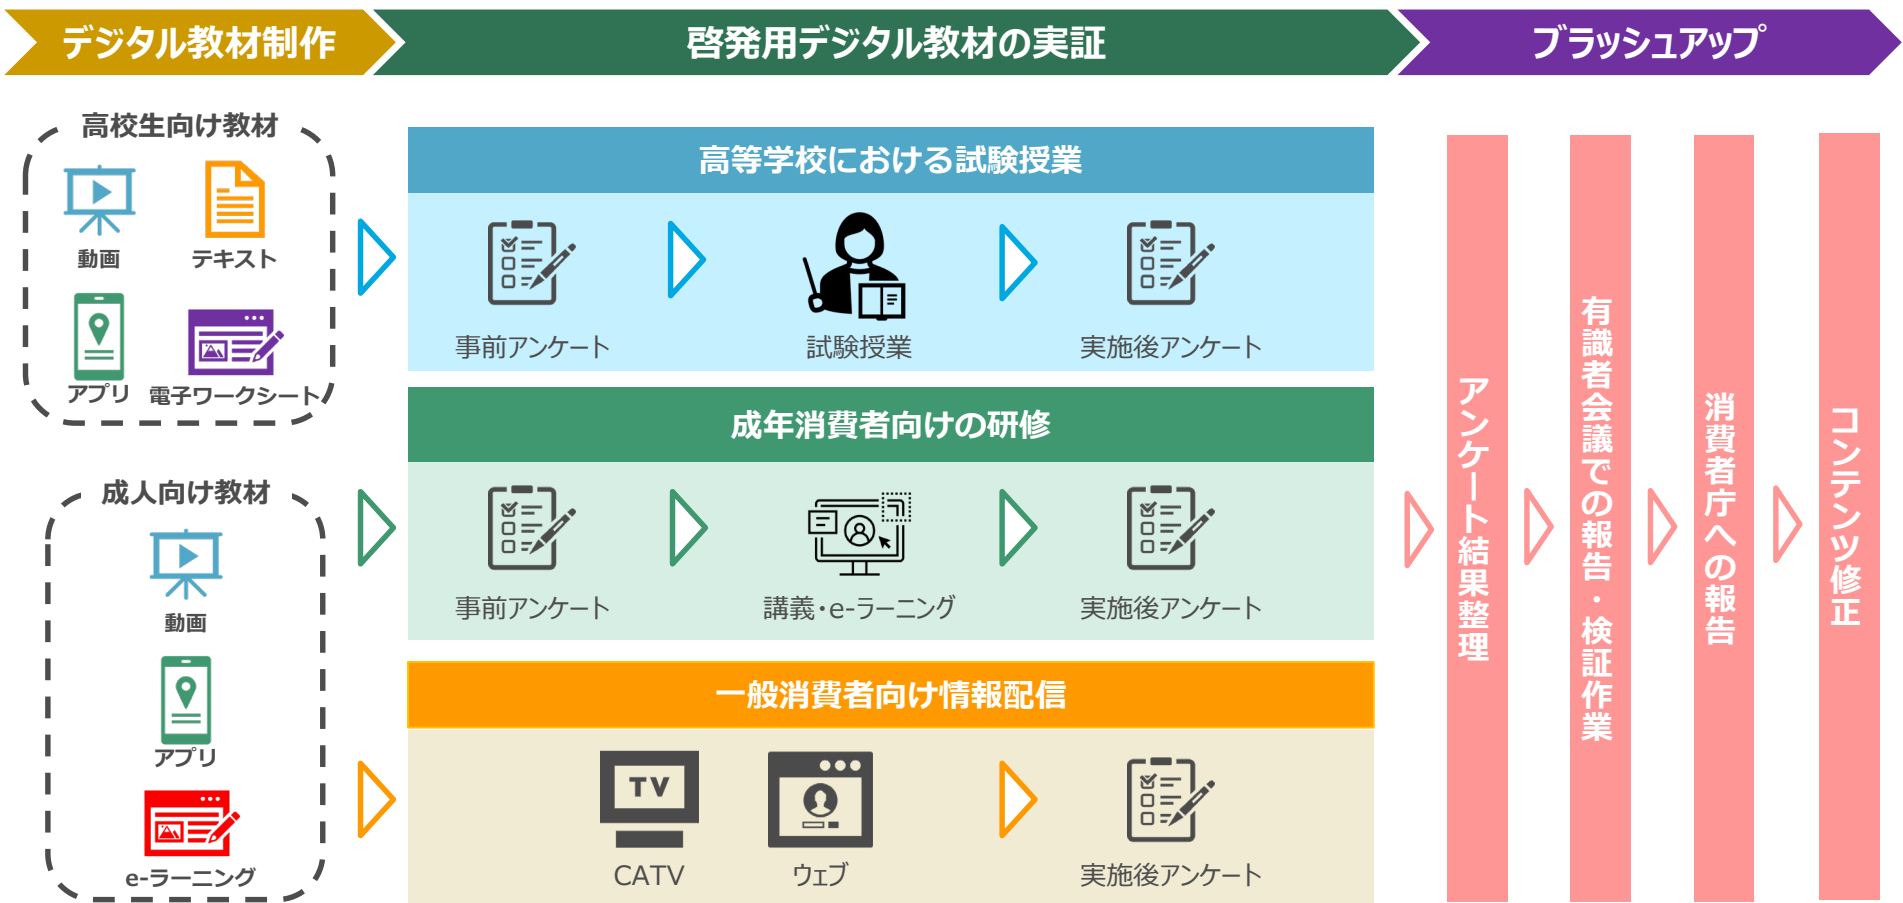 デジタル教材制作
啓発用デジタル教材の実証
ブラッシュアップ
高校生向け教材
動画
テキスト
アプリ
電子ワークシート
成人向け教材
動画
アプリ
e-ラーニング
高等学校における試験授業
事前アンケート
試験授業
実施後アンケート
成年消費者向けの研修
事前アンケート
講義・e-ラーニング
実施後アンケート
一般消費者向け情報配信
TV
CATV
ウェブ
実施後アンケート
アンケート結果整理
有識者会議での報告・検証作業
消費者庁への報告
コンテンツ修正